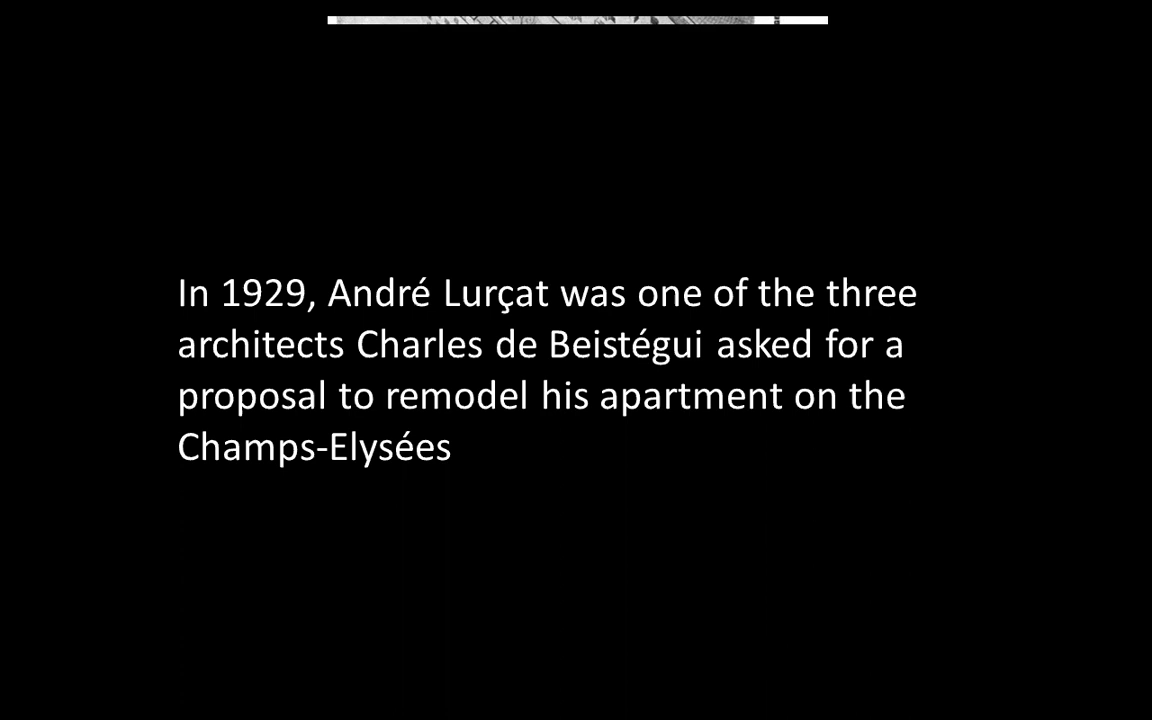 In 1929, André Lurçat was one of the three
architects Charles de Beistégui asked for a
proposal to remodel his apartment on the
Champs-Elysées